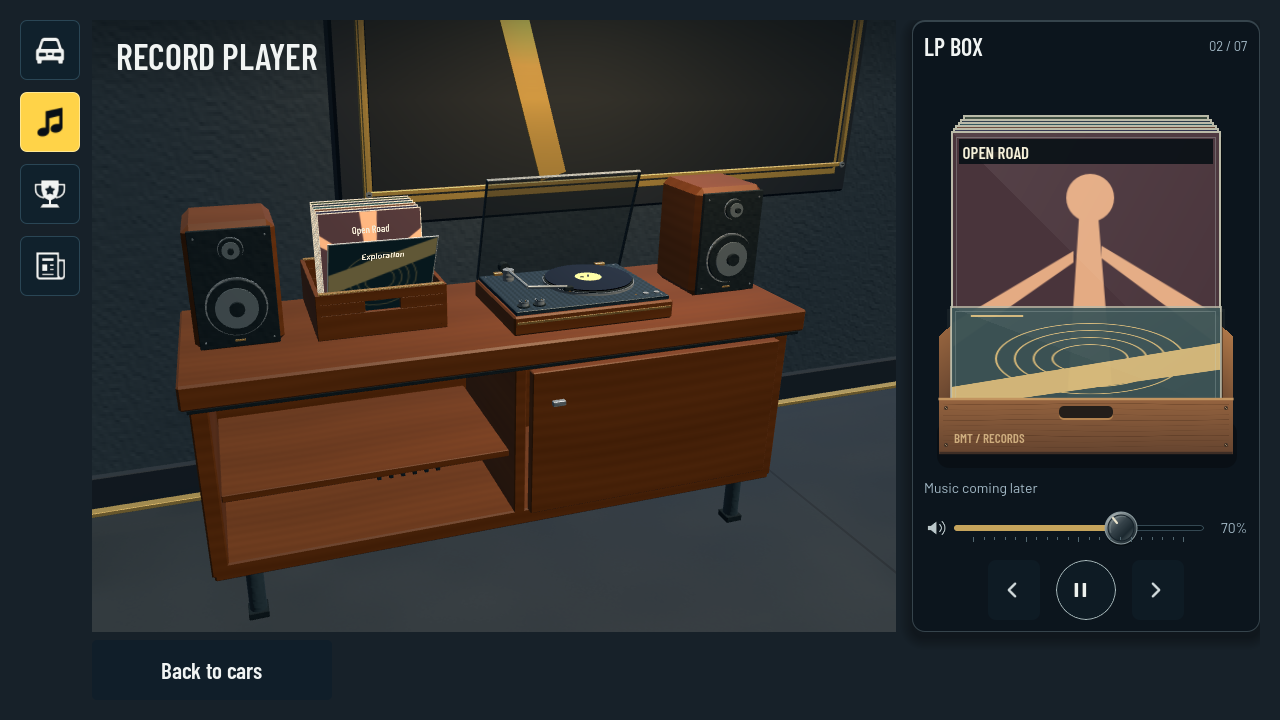 RECORD PLAYER
Open Road
Exploration
LP BOX
02 / 07
OPEN ROAD
BMT / RECORDS
Music coming later
70%
Back to cars